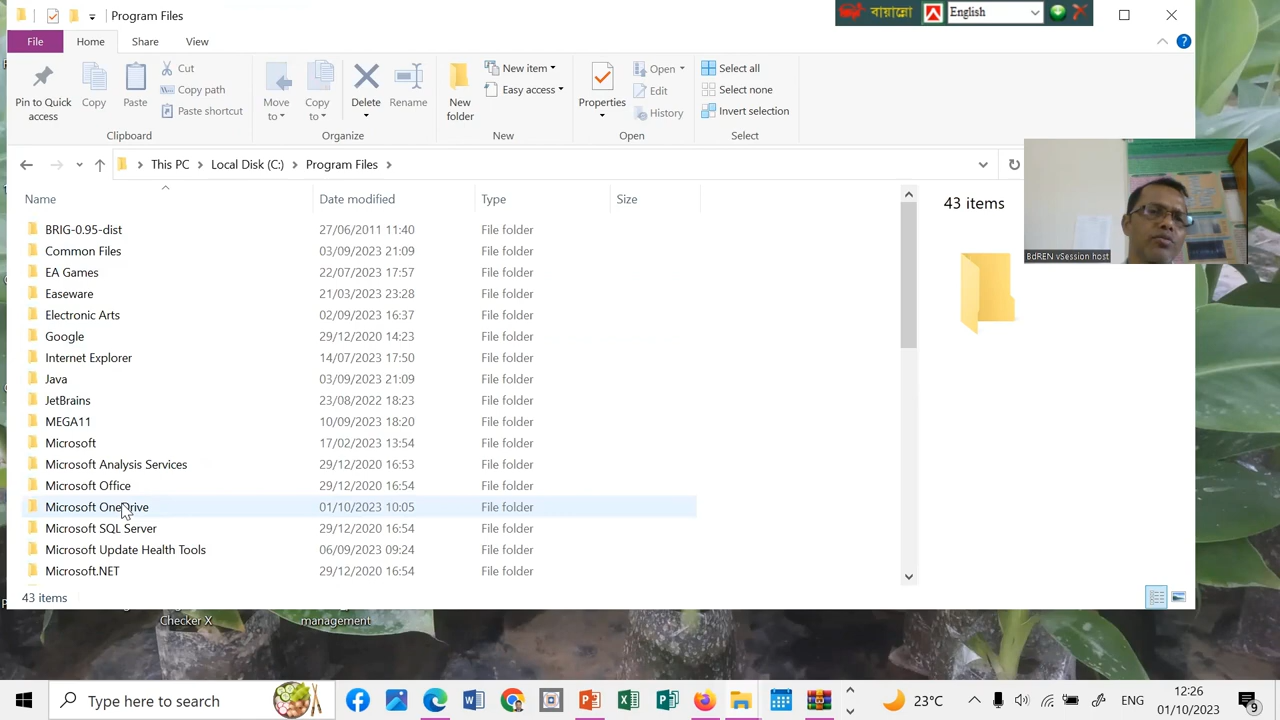 Program Files
বায়ান্নো
English
File
Home
Share
View
Pin to Quick access
Copy
Paste
Cut
Copy path
Paste shortcut
Move to
Copy to
Delete
Rename
New folder
New item
Easy access
Properties
Open
Edit
History
Select all
Select none
Invert selection
Clipboard
Organize
New
Open
Select
This PC > Local Disk (C:) > Program Files >
Name Date modified Type Size
43 items
BdREN vSession host
BRIG-0.95-dist 27/06/2011 11:40 File folder
Common Files 03/09/2023 21:09 File folder
EA Games 22/07/2023 17:57 File folder
Easeware 21/03/2023 23:28 File folder
Electronic Arts 02/09/2023 16:37 File folder
Google 29/12/2020 14:23 File folder
Internet Explorer 14/07/2023 17:50 File folder
Java 03/09/2023 21:09 File folder
JetBrains 23/08/2022 18:23 File folder
MEGA11 10/09/2023 18:20 File folder
Microsoft 17/02/2023 13:54 File folder
Microsoft Analysis Services 29/12/2020 16:53 File folder
Microsoft Office 29/12/2020 16:54 File folder
Microsoft OneDrive 01/10/2023 10:05 File folder
Microsoft SQL Server 29/12/2020 16:54 File folder
Microsoft Update Health Tools 06/09/2023 09:24 File folder
Microsoft.NET 29/12/2020 16:54 File folder
43 items
Checker X
management
Type here to search
23°C
ENG
12:26
01/10/2023
9